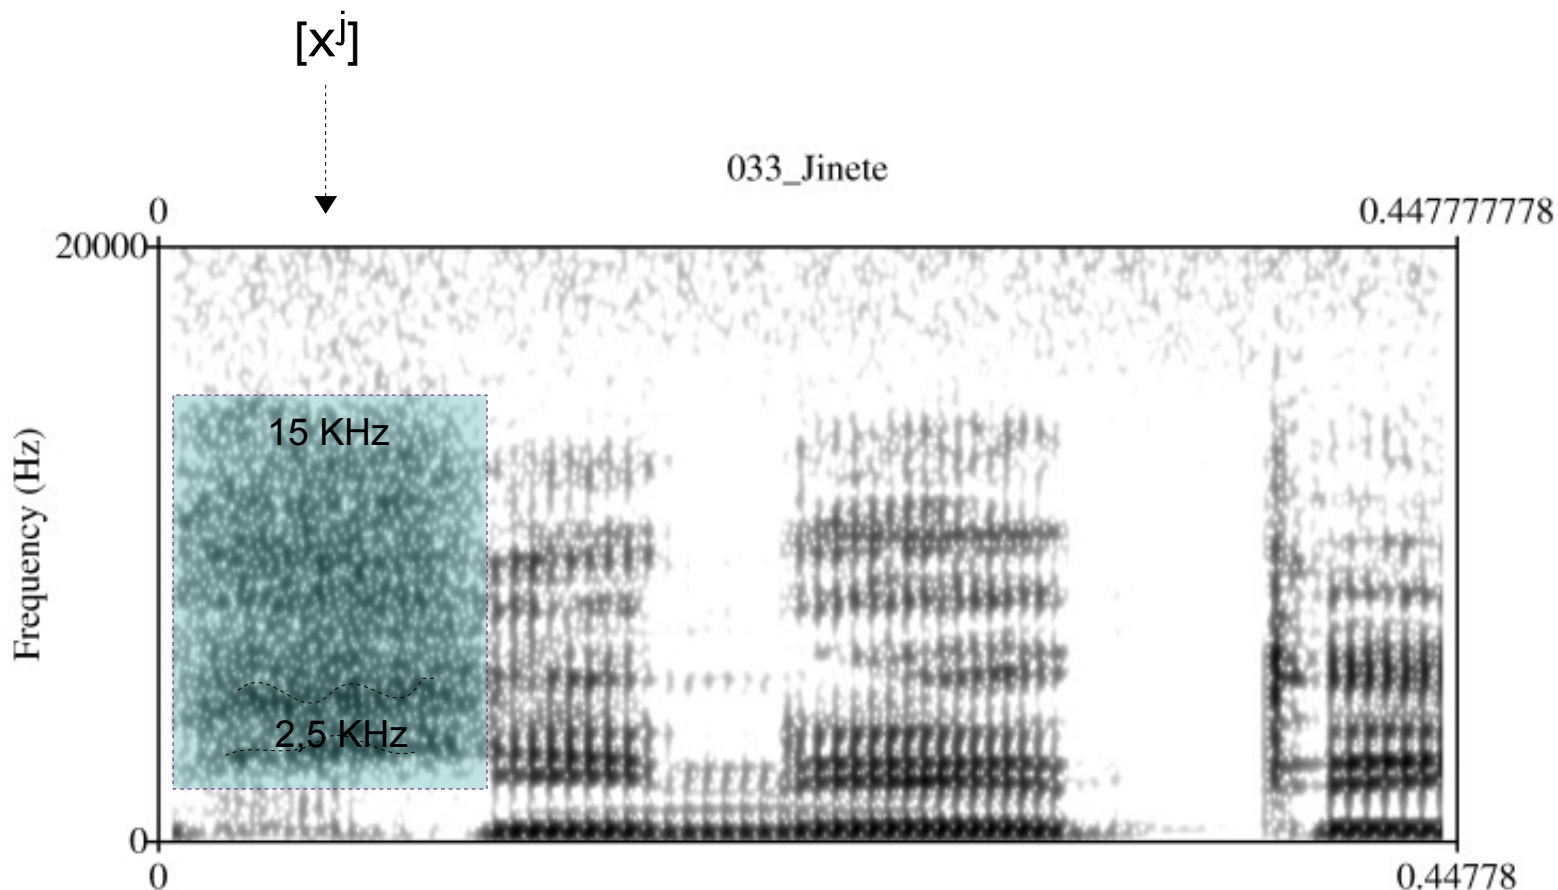 [xʲ]
033_Jinete
0 0.447777778
20000
15 KHz
Frequency (Hz)
2,5 KHz
0
0 0.44778